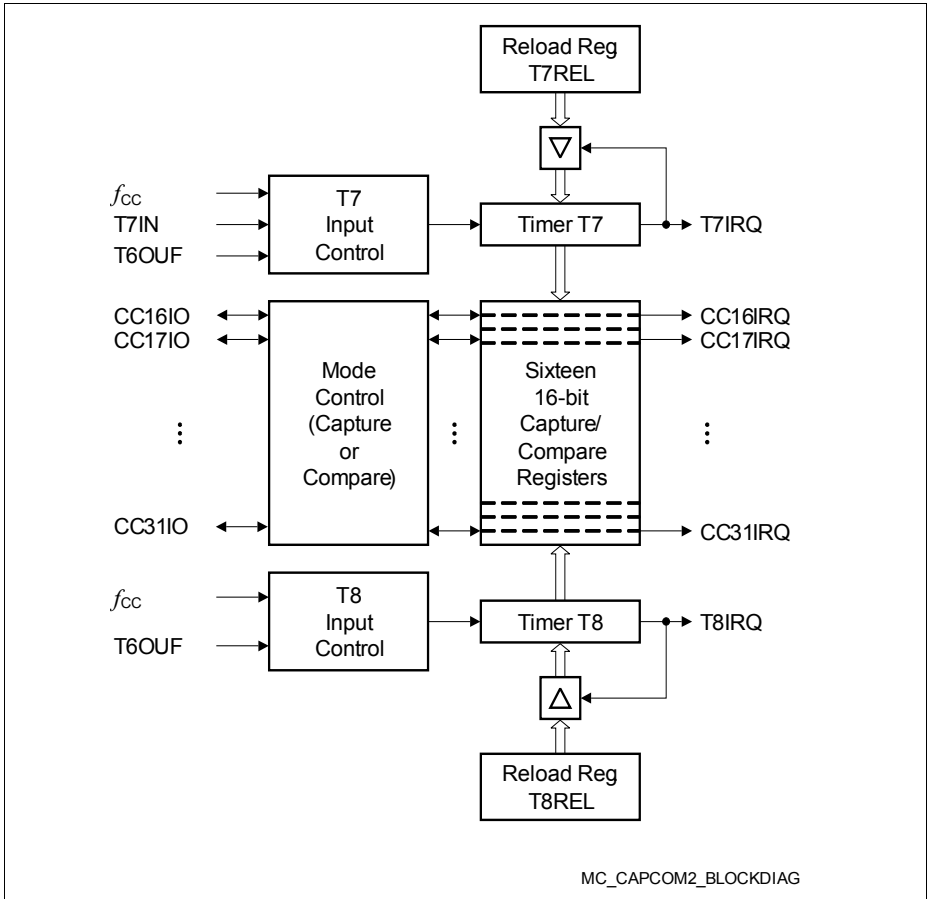 Reload Reg
T7REL
fCC
T7IN
T6OUF
T7
Input
Control
Timer T7
T7IRQ
CC16IO
CC17IO
CC31IO
Mode
Control
(Capture
or
Compare)
Sixteen
16-bit
Capture/
Compare
Registers
CC16IRQ
CC17IRQ
CC31IRQ
fCC
T6OUF
T8
Input
Control
Timer T8
T8IRQ
Reload Reg
T8REL
MC_CAPCOM2_BLOCKDIAG